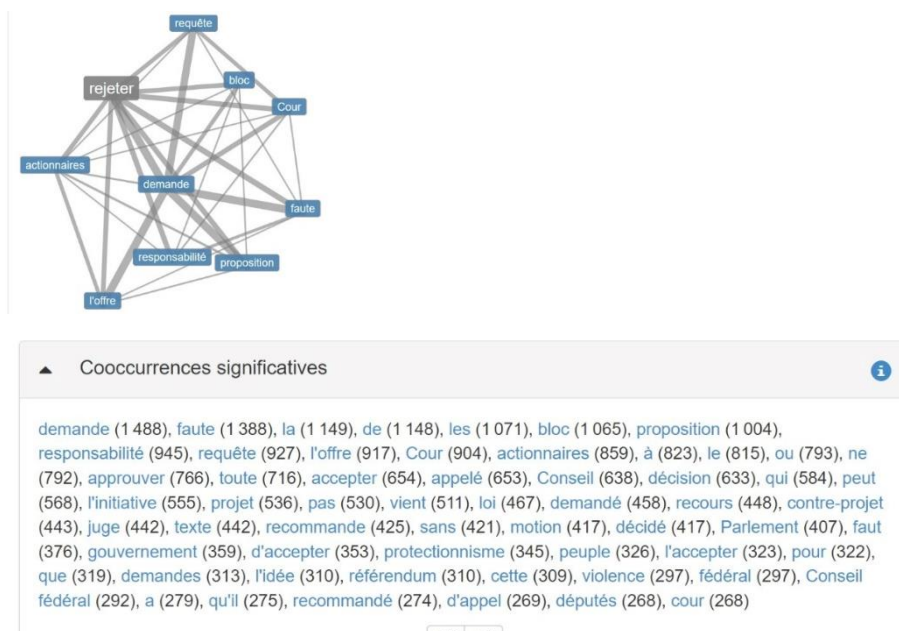 requête
bloc
rejeter
Cour
actionnaires
demande
faute
responsabilité
proposition
l'offre
Cooccurrences significatives
demande (1 488), faute (1 388), la (1 149), de (1 148), les (1 071), bloc (1 065), proposition (1 004),
responsabilité (945), requête (927), l'offre (917), Cour (904), actionnaires (859), à (823), le (815), ou (793), ne
(792), approuver (766), toute (716), accepter (654), appelé (653), Conseil (638), décision (633), qui (584), peut
(568), l'initiative (555), projet (536), pas (530), vient (511), loi (467), demandé (458), recours (448), contre-projet
(443), juge (442), texte (442), recommande (425), sans (421), motion (417), décidé (417), Parlement (407), faut
(376), gouvernement (359), d'accepter (353), protectionnisme (345), peuple (326), l'accepter (323), pour (322),
que (319), demandes (313), l'idée (310), référendum (310), cette (309), violence (297), fédéral (297), Conseil
fédéral (292), a (279), qu'il (275), recommandé (274), d'appel (269), députés (268), cour (268)